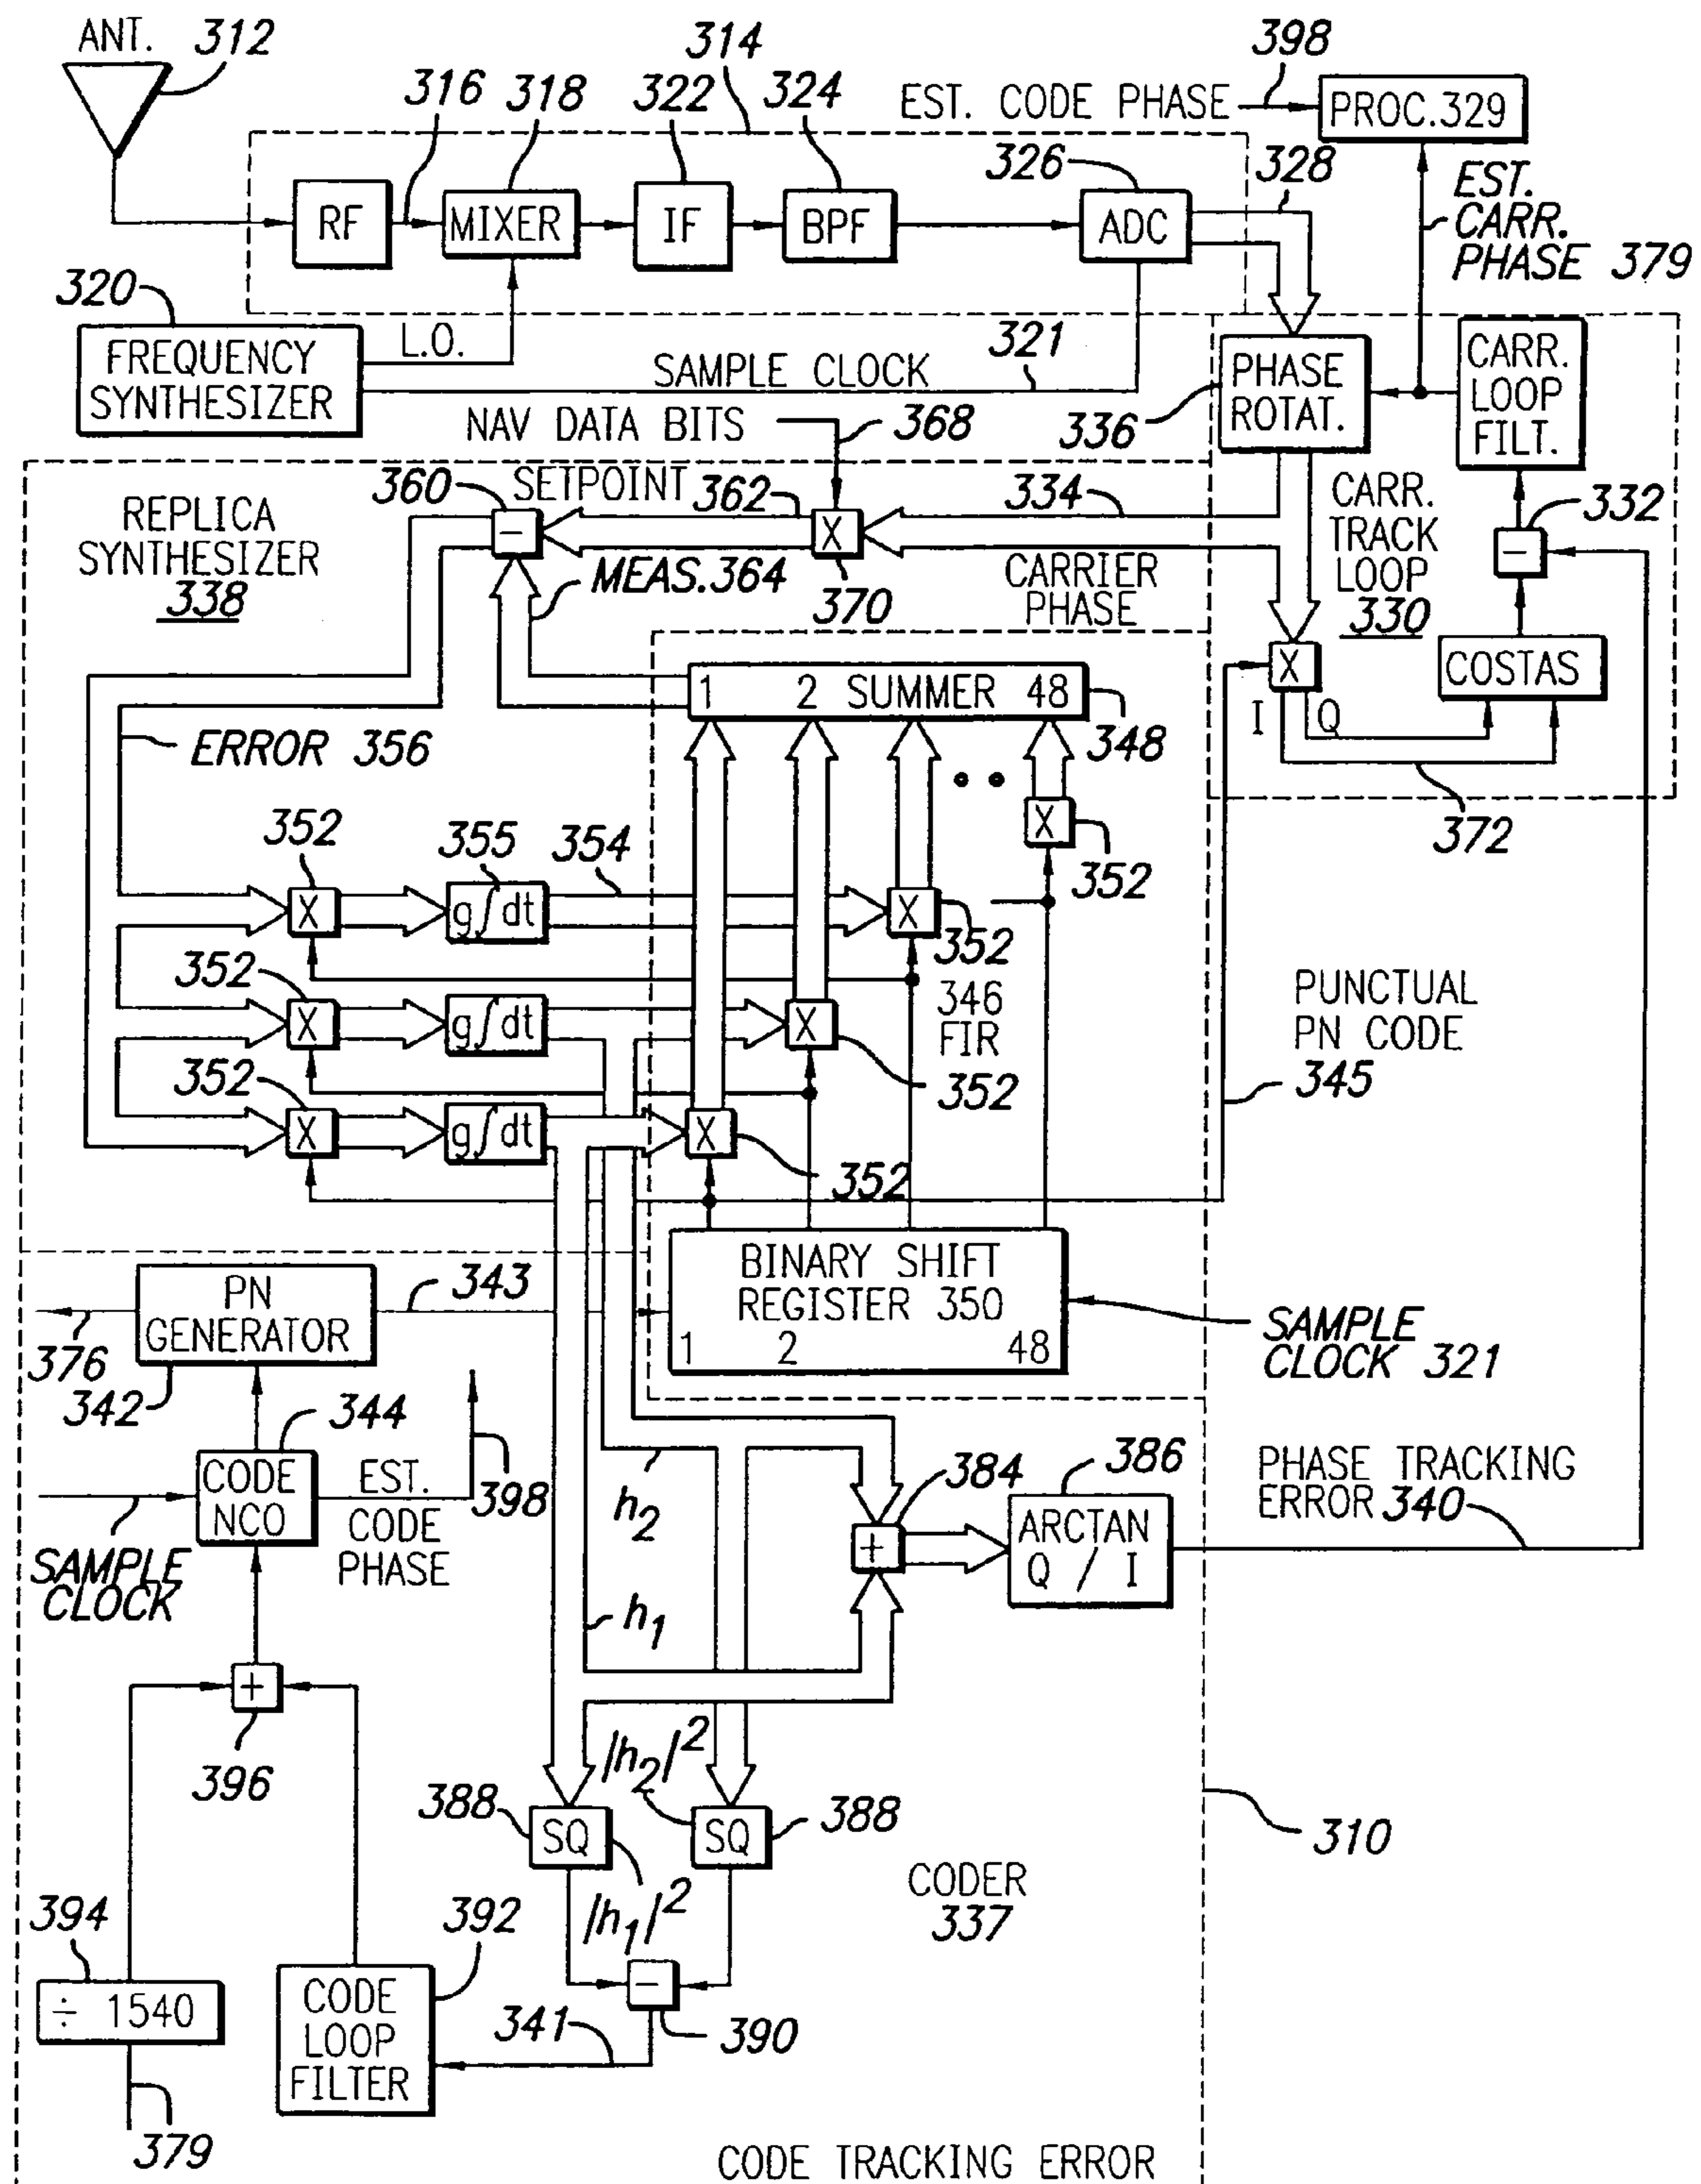 ANT. 312
314
398
316 318 322 324
EST. CODE PHASE
PROC.329
326
328
RF
MIXER
IF
BPF
ADC
EST.
CARR.
PHASE 379
320
FREQUENCY
SYNTHESIZER
L.O.
SAMPLE CLOCK
321
PHASE
ROTAT.
336
CARR.
LOOP
FILT.
NAV DATA BITS
368
REPLICA
SYNTHESIZER
338
360
SETPOINT 362
334
-
X
370
MEAS.364
CARRIER
PHASE
CARR.
TRACK
LOOP
330
332
-
X
COSTAS
I Q
372
1 2 SUMMER 48
348
ERROR 356
352
355
354
X
g∫dt
X
352
X
352
352
X
g∫dt
X
352
346
FIR
352
X
g∫dt
X
352
PUNCTUAL
PN CODE
345
PN
GENERATOR
343
376
342
BINARY SHIFT
REGISTER 350
1 2 48
SAMPLE
CLOCK 321
344
CODE
NCO
EST.
CODE
PHASE
398
SAMPLE
CLOCK
h2
h1
384
+
386
ARCTAN
Q / I
PHASE TRACKING
ERROR 340
+
396
|h2|2
388
SQ
SQ
388
|h1|2
310
CODER
337
394
÷ 1540
379
392
CODE
LOOP
FILTER
-
390
341
CODE TRACKING ERROR